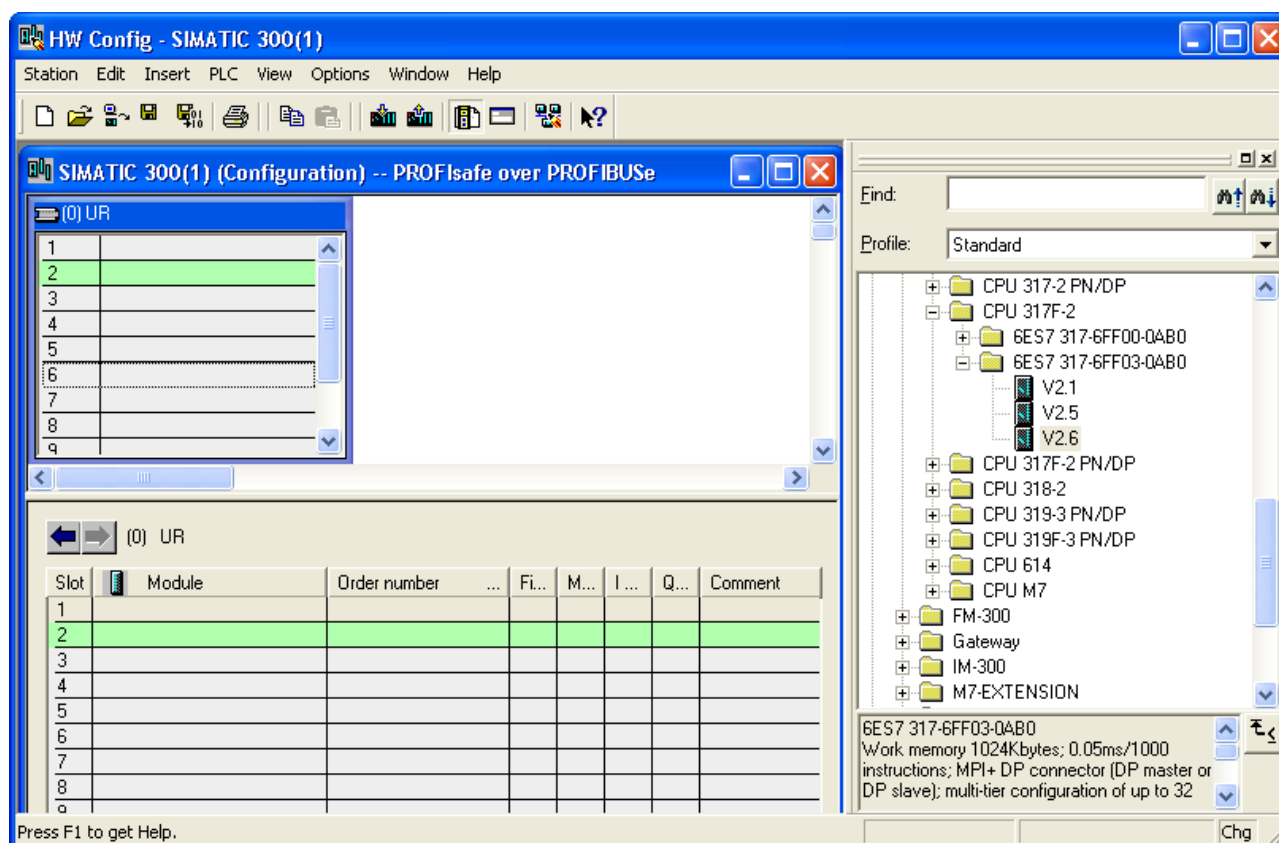 HW Config - SIMATIC 300(1)
Station Edit Insert PLC View Options Window Help
SIMATIC 300(1) (Configuration) -- PROFIsafe over PROFIBUSe
(0) UR
1
2
3
4
5
6
7
8
9
(0) UR
Slot Module Order number ... Fi... M... I ... Q... Comment
1
2
3
4
5
6
7
8
9
Find:
Profile: Standard
CPU 317-2 PN/DP
CPU 317F-2
6ES7 317-6FF00-0AB0
6ES7 317-6FF03-0AB0
V2.1
V2.5
V2.6
CPU 317F-2 PN/DP
CPU 318-2
CPU 319-3 PN/DP
CPU 319F-3 PN/DP
CPU 614
CPU M7
FM-300
Gateway
IM-300
M7-EXTENSION
6ES7 317-6FF03-0AB0
Work memory 1024Kbytes; 0.05ms/1000
instructions; MPI+ DP connector (DP master or
DP slave); multi-tier configuration of up to 32
Press F1 to get Help.
Chg